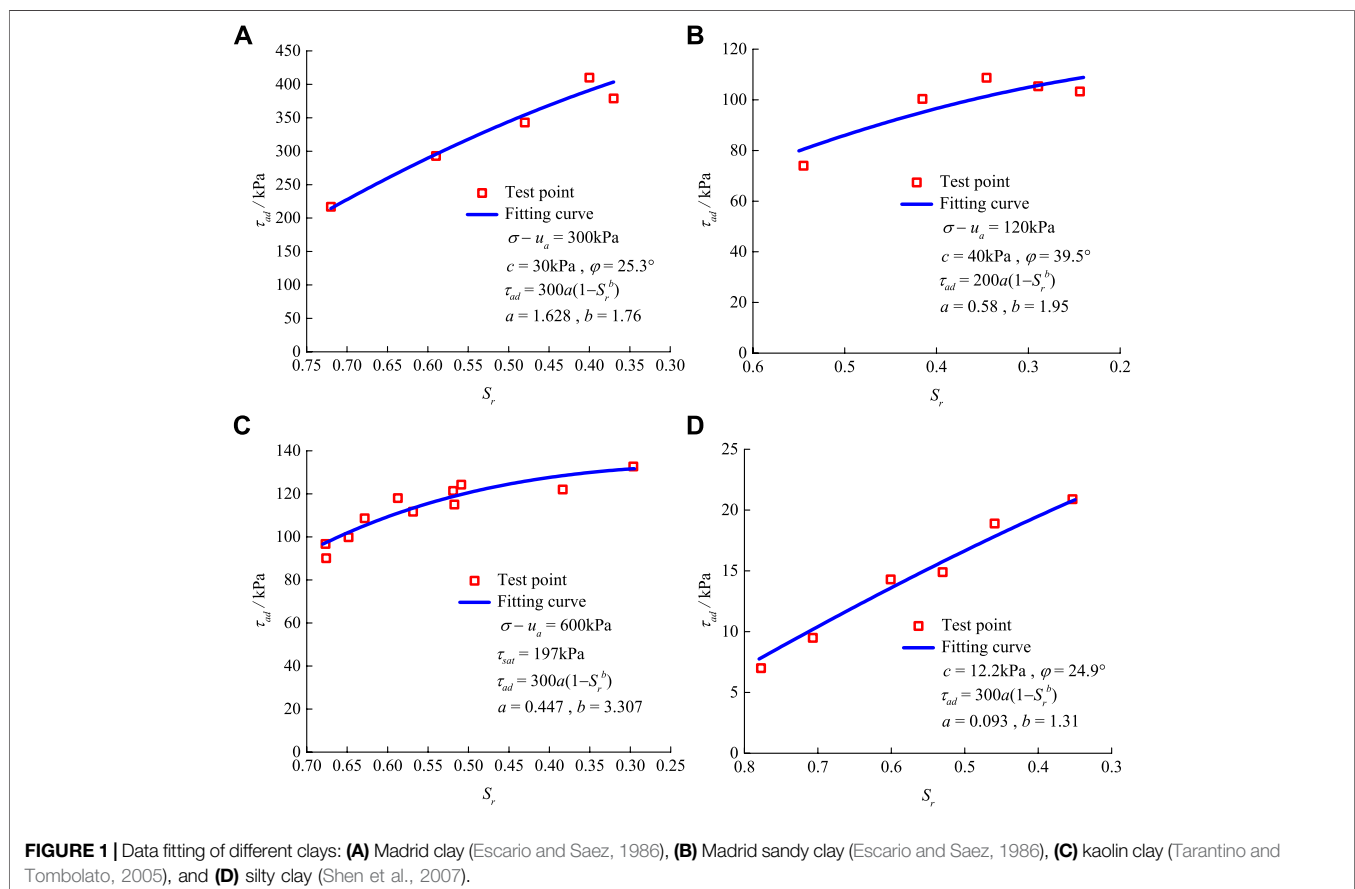 A
450
400
350
300
250
200
150
100
50
0
τad / kPa
Test point
Fitting curve
σ − ua = 300kPa
c = 30kPa , φ = 25.3°
τad = 300a(1−Sr^b)
a = 1.628 , b = 1.76
0.75 0.70 0.60 0.50 0.40 0.45 0.40 0.35 0.30
Sr
B
120
100
80
60
40
20
0
τad / kPa
Test point
Fitting curve
σ − ua = 120kPa
c = 40kPa , φ = 39.5°
τad = 200a(1−Sr^b)
a = 0.58 , b = 1.95
0.6 0.5 0.4 0.3 0.2
Sr
C
140
120
100
80
60
40
20
0
τad / kPa
Test point
Fitting curve
σ − ua = 600kPa
τsat = 197kPa
τad = 300a(1−Sr^b)
a = 0.447 , b = 3.307
0.70 0.65 0.60 0.55 0.50 0.45 0.40 0.30 0.25
Sr
D
25
20
15
10
5
0
τad / kPa
Test point
Fitting curve
c = 12.2kPa , φ = 24.9°
τad = 300a(1−Sr^b)
a = 0.093 , b = 1.31
0.8 0.7 0.6 0.5 0.4 0.3
Sr
FIGURE 1 | Data fitting of different clays: (A) Madrid clay (Escario and Saez, 1986), (B) Madrid sandy clay (Escario and Saez, 1986), (C) kaolin clay (Tarantino and
Tombolato, 2005), and (D) silty clay (Shen et al., 2007).